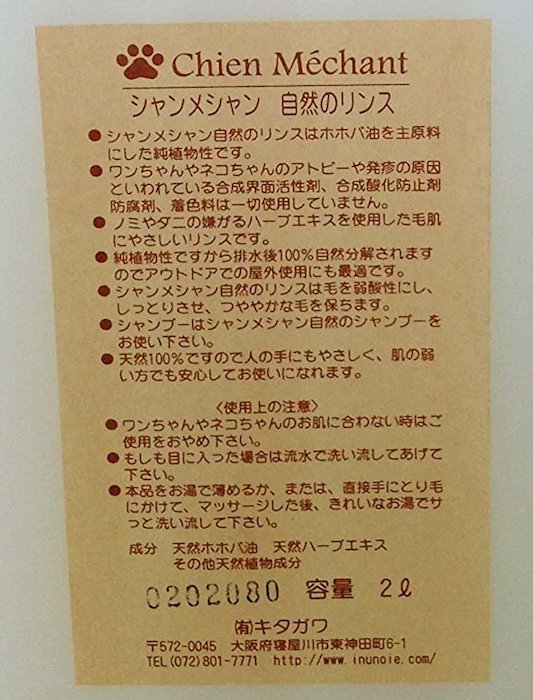 Chien Méchant
シャンメシャン 自然のリンス
●シャンメシャン自然のリンスはホホバ油を主原料
にした純植物性です。
●ワンちゃんやネコちゃんのアトピーや発疹の原因
といわれている合成界面活性剤、合成酸化防止剤
防腐剤、着色料は一切使用していません。
●ノミやダニの嫌がるハーブエキスを使用した毛肌
にやさしいリンスです。
●純植物性ですから排水後100%自然分解されます
のでアウトドアでの屋外使用にも最適です。
●シャンメシャン自然のリンスは毛を弱酸性にし、
しっとりさせ、つややかな毛を保ちます。
●シャンプーはシャンメシャン自然のシャンプーを
お使い下さい。
●天然100%ですので人の手にもやさしく、肌の弱
い方でも安心してお使いになれます。
〈使用上の注意〉
●ワンちゃんやネコちゃんのお肌に合わない時はご
使用をおやめ下さい。
●もしも目に入った場合は流水で洗い流してあげて
下さい。
●本品をお湯で薄めるか、または、直接手にとり毛
にかけて、マッサージした後、きれいなお湯でサ
っと洗い流して下さい。
成分 天然ホホバ油 天然ハーブエキス
その他天然植物成分
0202080 容量 2ℓ
㈲キタガワ
〒572-0045 大阪府寝屋川市東神田町6-1
TEL(072)801-7771 http://www.inunoie.com/